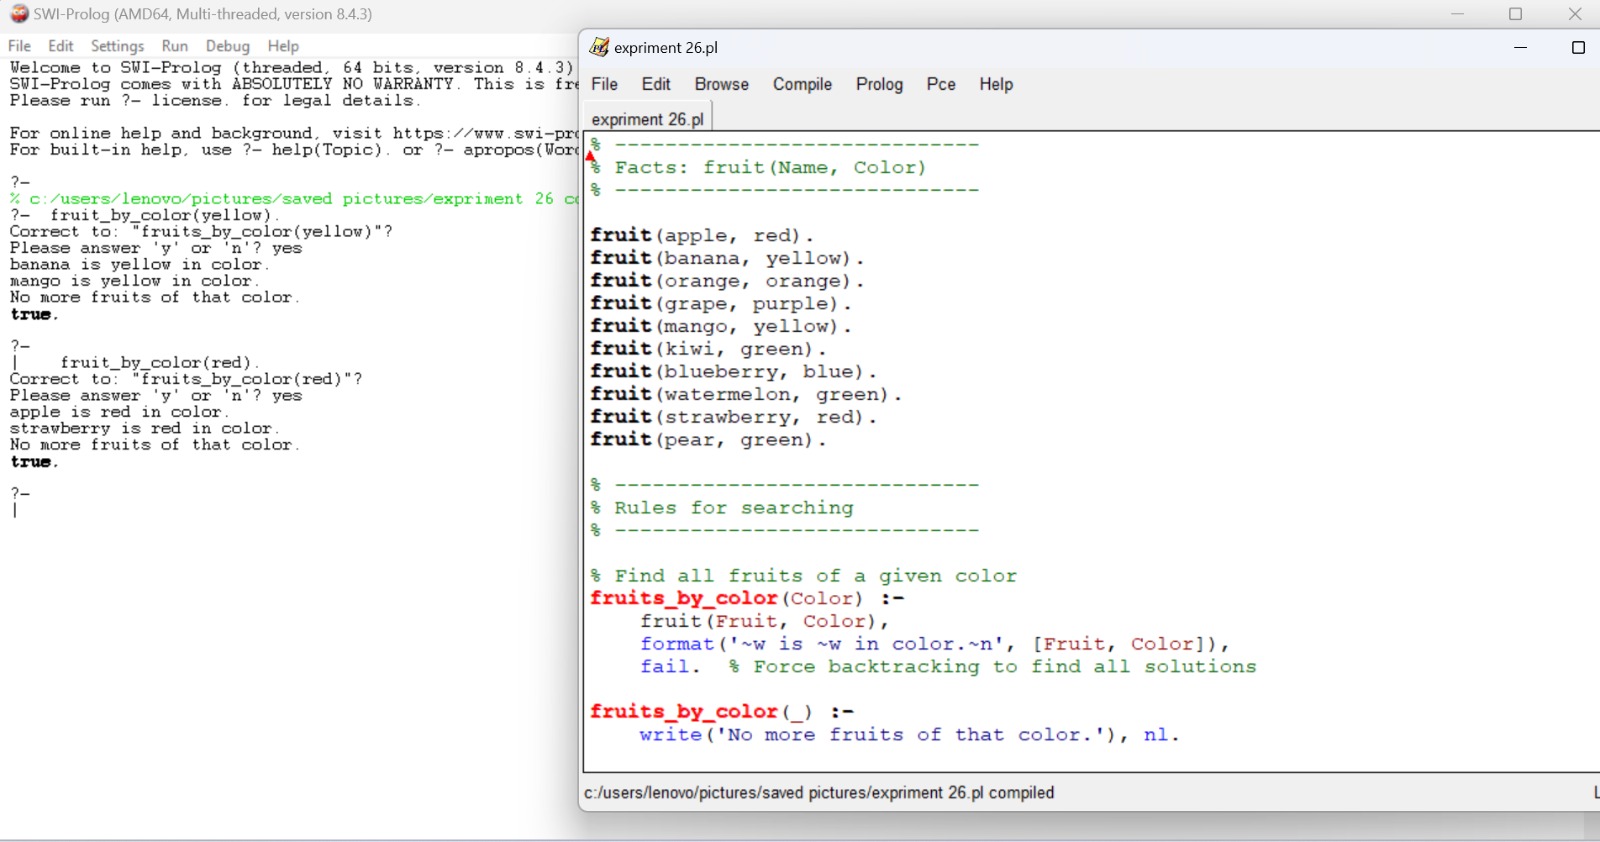 SWI-Prolog (AMD64, Multi-threaded, version 8.4.3)
File Edit Settings Run Debug Help
Welcome to SWI-Prolog (threaded, 64 bits, version 8.4.3)
SWI-Prolog comes with ABSOLUTELY NO WARRANTY. This is fre
Please run ?- license. for legal details.
For online help and background, visit https://www.swi-pro
For built-in help, use ?- help(Topic). or ?- apropos(Word
?-
% c:/users/lenovo/pictures/saved pictures/expriment 26 co
?-  fruit_by_color(yellow).
Correct to: "fruits_by_color(yellow)"?
Please answer 'y' or 'n'? yes
banana is yellow in color.
mango is yellow in color.
No more fruits of that color.
true.
?-
|    fruit_by_color(red).
Correct to: "fruits_by_color(red)"?
Please answer 'y' or 'n'? yes
apple is red in color.
strawberry is red in color.
No more fruits of that color.
true.
?-
|
expriment 26.pl
File Edit Browse Compile Prolog Pce Help
expriment 26.pl
% -----------------------------
% Facts: fruit(Name, Color)
% -----------------------------
fruit(apple, red).
fruit(banana, yellow).
fruit(orange, orange).
fruit(grape, purple).
fruit(mango, yellow).
fruit(kiwi, green).
fruit(blueberry, blue).
fruit(watermelon, green).
fruit(strawberry, red).
fruit(pear, green).
% -----------------------------
% Rules for searching
% -----------------------------
% Find all fruits of a given color
fruits_by_color(Color) :-
    fruit(Fruit, Color),
    format('~w is ~w in color.~n', [Fruit, Color]),
    fail.  % Force backtracking to find all solutions
fruits_by_color(_) :-
    write('No more fruits of that color.'), nl.
c:/users/lenovo/pictures/saved pictures/expriment 26.pl compiled
L